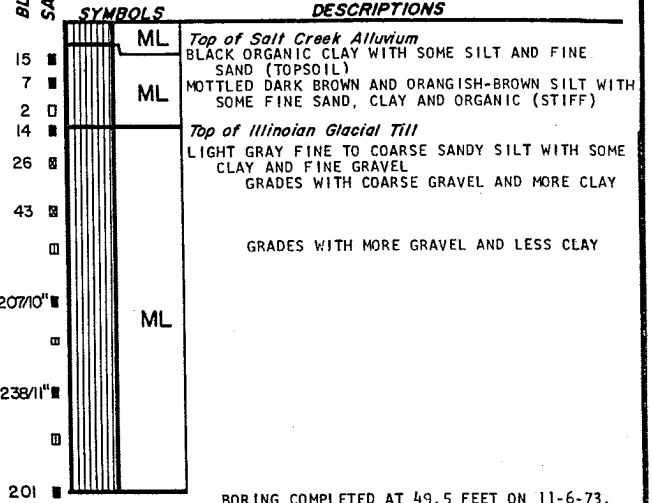 BL SA SYMBOLS DESCRIPTIONS
ML Top of Salt Creek Alluvium
15 BLACK ORGANIC CLAY WITH SOME SILT AND FINE
SAND (TOPSOIL)
7 ML MOTTLED DARK BROWN AND ORANGISH-BROWN SILT WITH
2 SOME FINE SAND, CLAY AND ORGANIC (STIFF)
14 Top of Illinoian Glacial Till
26 LIGHT GRAY FINE TO COARSE SANDY SILT WITH SOME
CLAY AND FINE GRAVEL
GRADES WITH COARSE GRAVEL AND MORE CLAY
43
GRADES WITH MORE GRAVEL AND LESS CLAY
207/10"
ML
238/11"
201
BORING COMPLETED AT 49.5 FEET ON 11-6-73.